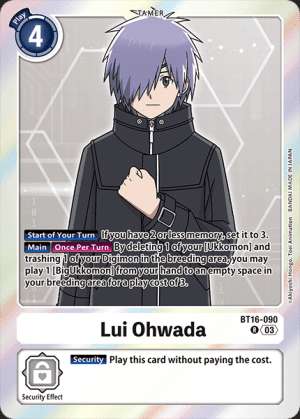 TAMER
Play
4
Start of Your Turn If you have 2 or less memory, set it to 3.
Main Once Per Turn By deleting 1 of your [Ukkomon] and
trashing 1 of your Digimon in the breeding area, you may
play 1 [BigUkkomon] from your hand to an empty space in
your breeding area for a play cost of 3.
©Akiyoshi Hongo, Toei Animation BANDAI MADE IN JAPAN
BT16-090
Lui Ohwada
R 03
Security Play this card without paying the cost.
Security Effect